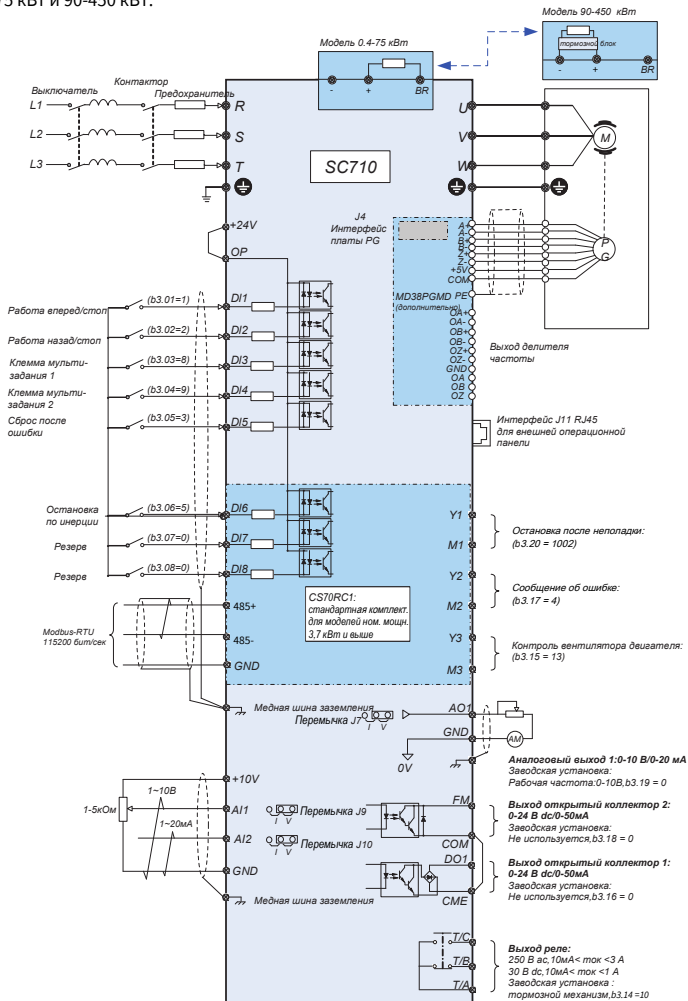 75 кВт и 90-450 кВт.
Модель 90-450 кВт
Модель 0.4-75 кВт
тормозной блок
- + BR
- + BR
Выключатель
Контактор
Предохранитель
L1
R
U
L2
S
V
M
L3
T
W
SC710
+24V
OP
J4
Интерфейс
платы PG
A+
A-
B+
B-
Z+
Z-
+5V
COM
P
G
MD38PGMD
(дополнительно)
PE
OA+
OA-
OB+
OB-
OZ+
OZ-
GND
OA
OB
OZ
Выход делителя
частоты
Работа вперед/стоп
(b3.01=1)
DI1
Работа назад/стоп
(b3.02=2)
DI2
Клемма мульти-
задания 1
(b3.03=8)
DI3
Клемма мульти-
задания 2
(b3.04=9)
DI4
Сброс после
ошибки
(b3.05=3)
DI5
Интерфейс J11 RJ45
для внешней операционной
панели
Остановка
по инерции
(b3.06=5)
DI6
Резерв
(b3.07=0)
DI7
Резерв
(b3.08=0)
DI8
Y1
M1
Остановка после неполадки:
(b3.20 = 1002)
Y2
M2
Сообщение об ошибке:
(b3.17 = 4)
Y3
M3
Контроль вентилятора двигателя:
(b3.15 = 13)
CS70RC1:
стандартная комплект.
для моделей ном. мощн.
3,7 кВт и выше
Modbus-RTU
115200 бит/сек
485+
485-
GND
Медная шина заземления
Перемычка J7
I V
AO1
GND
0V
AM
Аналоговый выход 1:0-10 В/0-20 мА
Заводская установка:
Рабочая частота:0-10В,b3.19 = 0
+10V
1~10В
1-5кОм
AI1
I V
Перемычка J9
1~20мА
AI2
I V
Перемычка J10
GND
Медная шина заземления
FM
COM
Выход открытый коллектор 2:
0-24 В dc/0-50мА
Заводская установка:
Не используется,b3.18 = 0
DO1
CME
Выход открытый коллектор 1:
0-24 В dc/0-50мА
Заводская установка:
Не используется,b3.16 = 0
T/C
T/B
T/A
Выход реле:
250 В ac,10мА< ток <3 А
30 В dc,10мА< ток <1 А
Заводская установка :
тормозной механизм,b3.14 =10